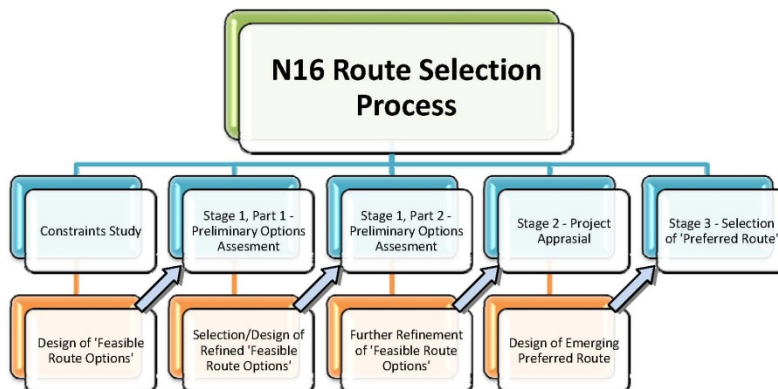 N16 Route Selection
Process
Constraints Study
Stage 1, Part 1 -
Preliminary Options
Assesment
Stage 1, Part 2 -
Preliminary Options
Assesment
Stage 2 - Project
Apprasial
Stage 3 - Selection
of 'Preferred Route'
Design of 'Feasible
Route Options'
Selection/Design of
Refined 'Feasible
Route Options'
Further Refinement
of 'Feasible Route
Options'
Design of Emerging
Preferred Route